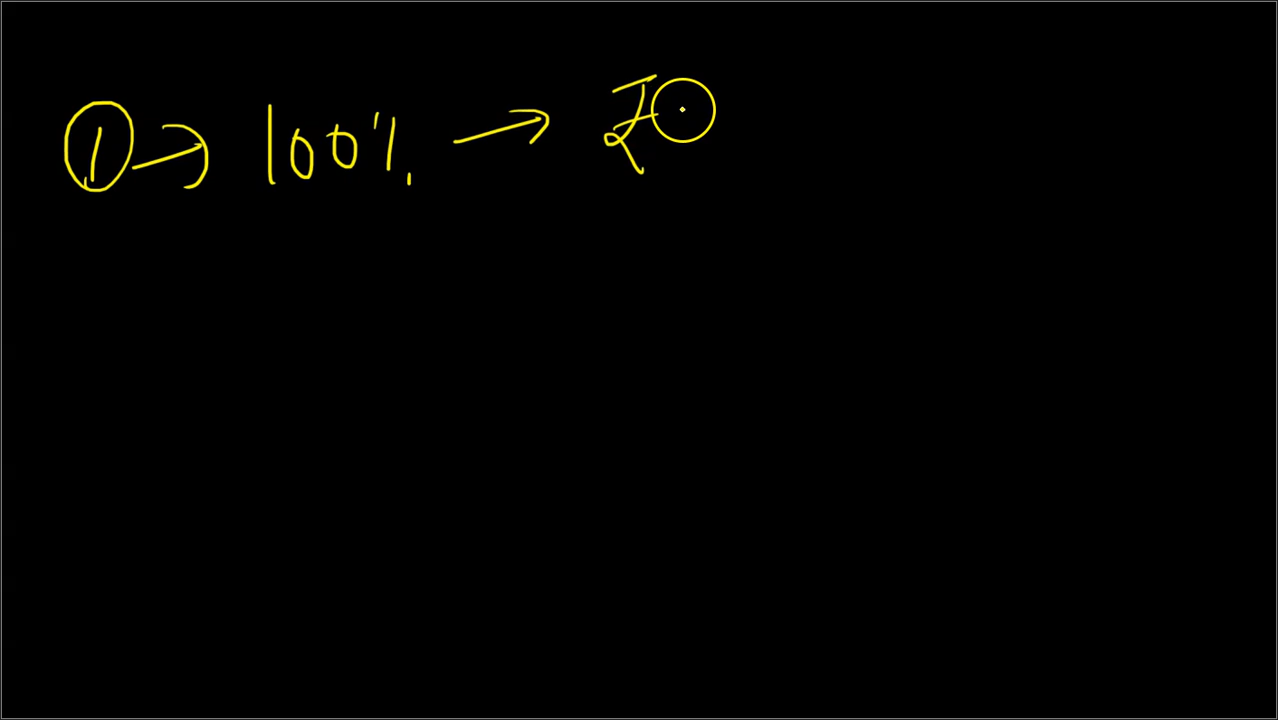 ① → 100% → ₹